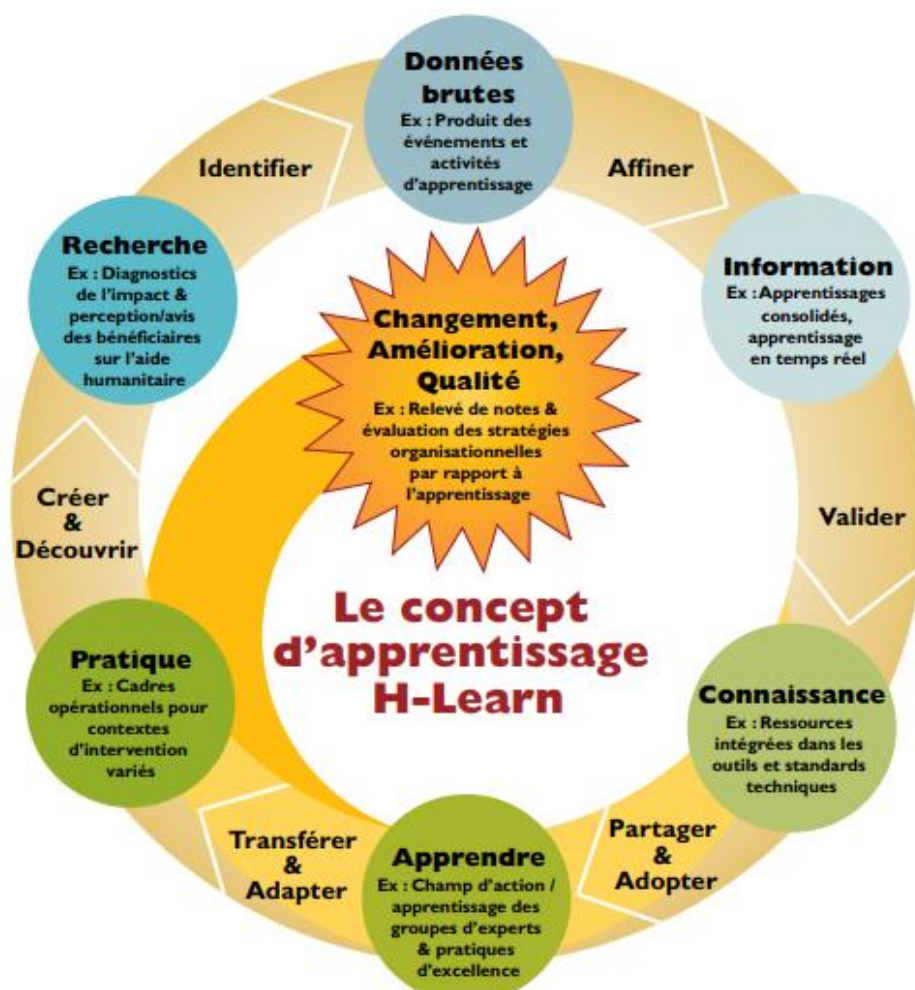 Données
brutes
Ex : Produit des
événements et
activités
d'apprentissage
Affiner
Information
Ex : Apprentissages
consolidés,
apprentissage
en temps réel
Valider
Connaissance
Ex : Ressources
intégrées dans les
outils et standards
techniques
Partager
&
Adopter
Apprendre
Ex : Champ d'action /
apprentissage des
groupes d'experts
& pratiques
d'excellence
Transférer
&
Adapter
Pratique
Ex : Cadres
opérationnels pour
contextes
d'intervention
variés
Créer
&
Découvrir
Recherche
Ex : Diagnostics
de l'impact &
perception/avis
des bénéficiaires
sur l'aide
humanitaire
Identifier
Changement,
Amélioration,
Qualité
Ex : Relevé de notes &
évaluation des stratégies
organisationnelles
par rapport à
l'apprentissage
Le concept
d'apprentissage
H-Learn